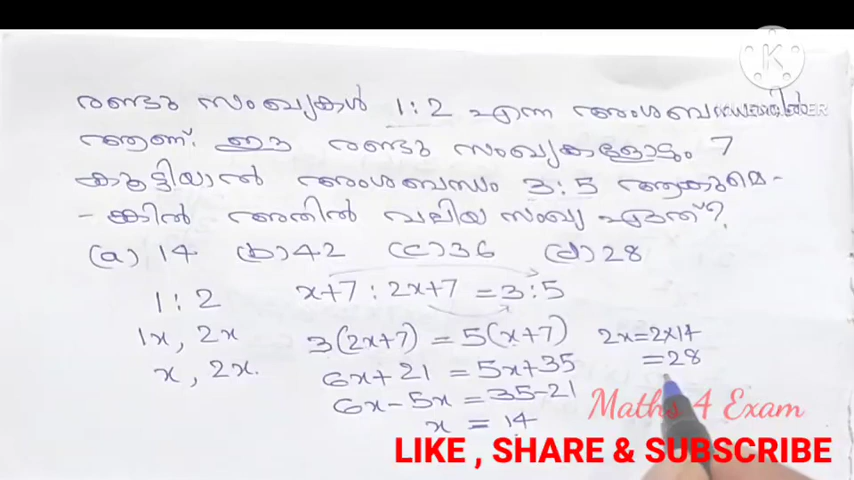 രണ്ടു സംഖ്യകൾ 1:2 എന്ന അംശബന്ധത്തിൽ
ആണ്. ഈ രണ്ടു സംഖ്യകളോടും 7
കൂട്ടിയാൽ അംശബന്ധം 3:5 ആകുമെ-
-ങ്കിൽ അതിൽ വലിയ സംഖ്യ ഏത്?
(a) 14 (b) 42 (c) 36 (d) 28
1:2 x+7 : 2x+7 = 3:5
1x, 2x 3(2x+7) = 5(x+7) 2x=2x14
x, 2x. 6x+21 = 5x+35 =28
6x-5x = 35-21
x = 14
Maths 4 Exam
LIKE , SHARE & SUBSCRIBE